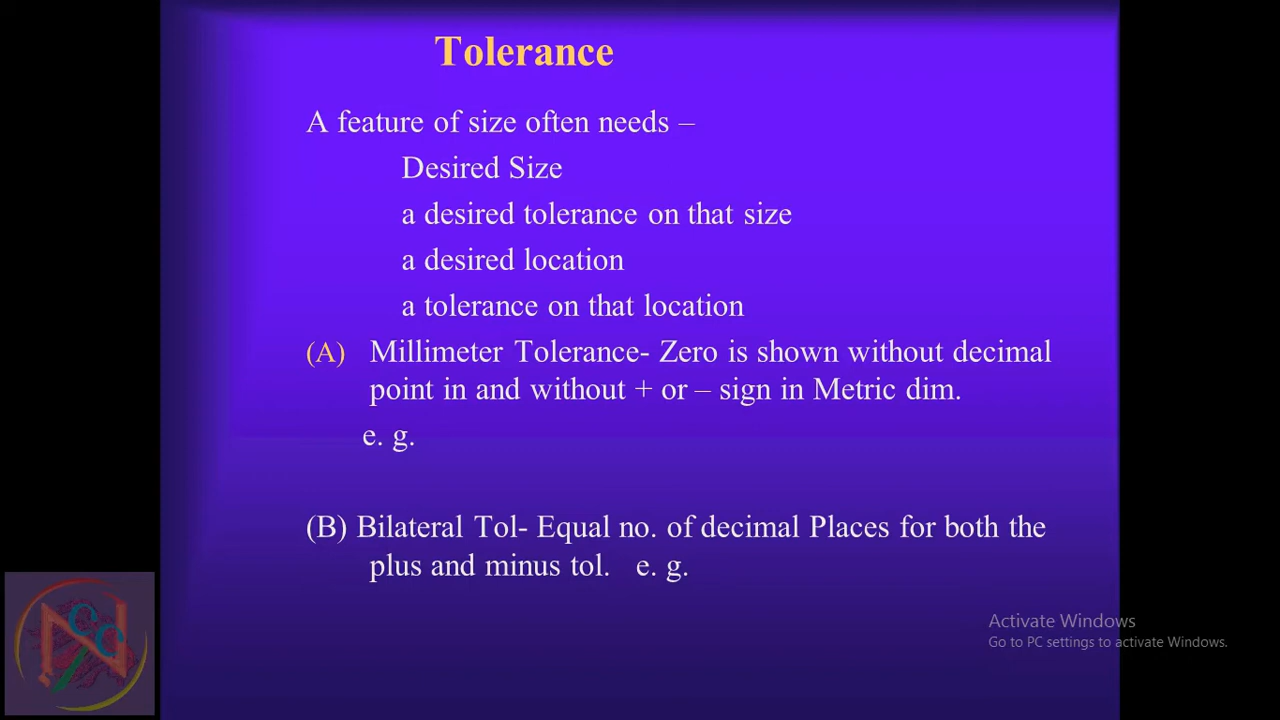 Tolerance
A feature of size often needs –
Desired Size
a desired tolerance on that size
a desired location
a tolerance on that location
(A) Millimeter Tolerance- Zero is shown without decimal
point in and without + or – sign in Metric dim.
e. g.
(B) Bilateral Tol- Equal no. of decimal Places for both the
plus and minus tol. e. g.
Activate Windows
Go to PC settings to activate Windows.
NCC